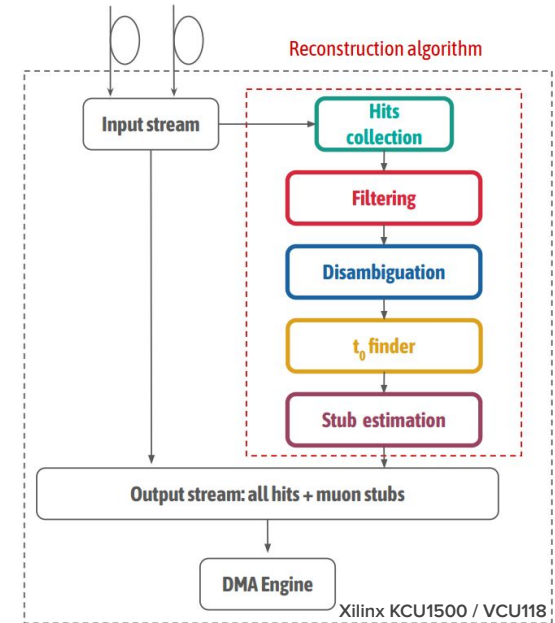 Reconstruction algorithm
Input stream
Hits
collection
Filtering
Disambiguation
t₀ finder
Stub estimation
Output stream: all hits + muon stubs
DMA Engine
Xilinx KCU1500 / VCU118